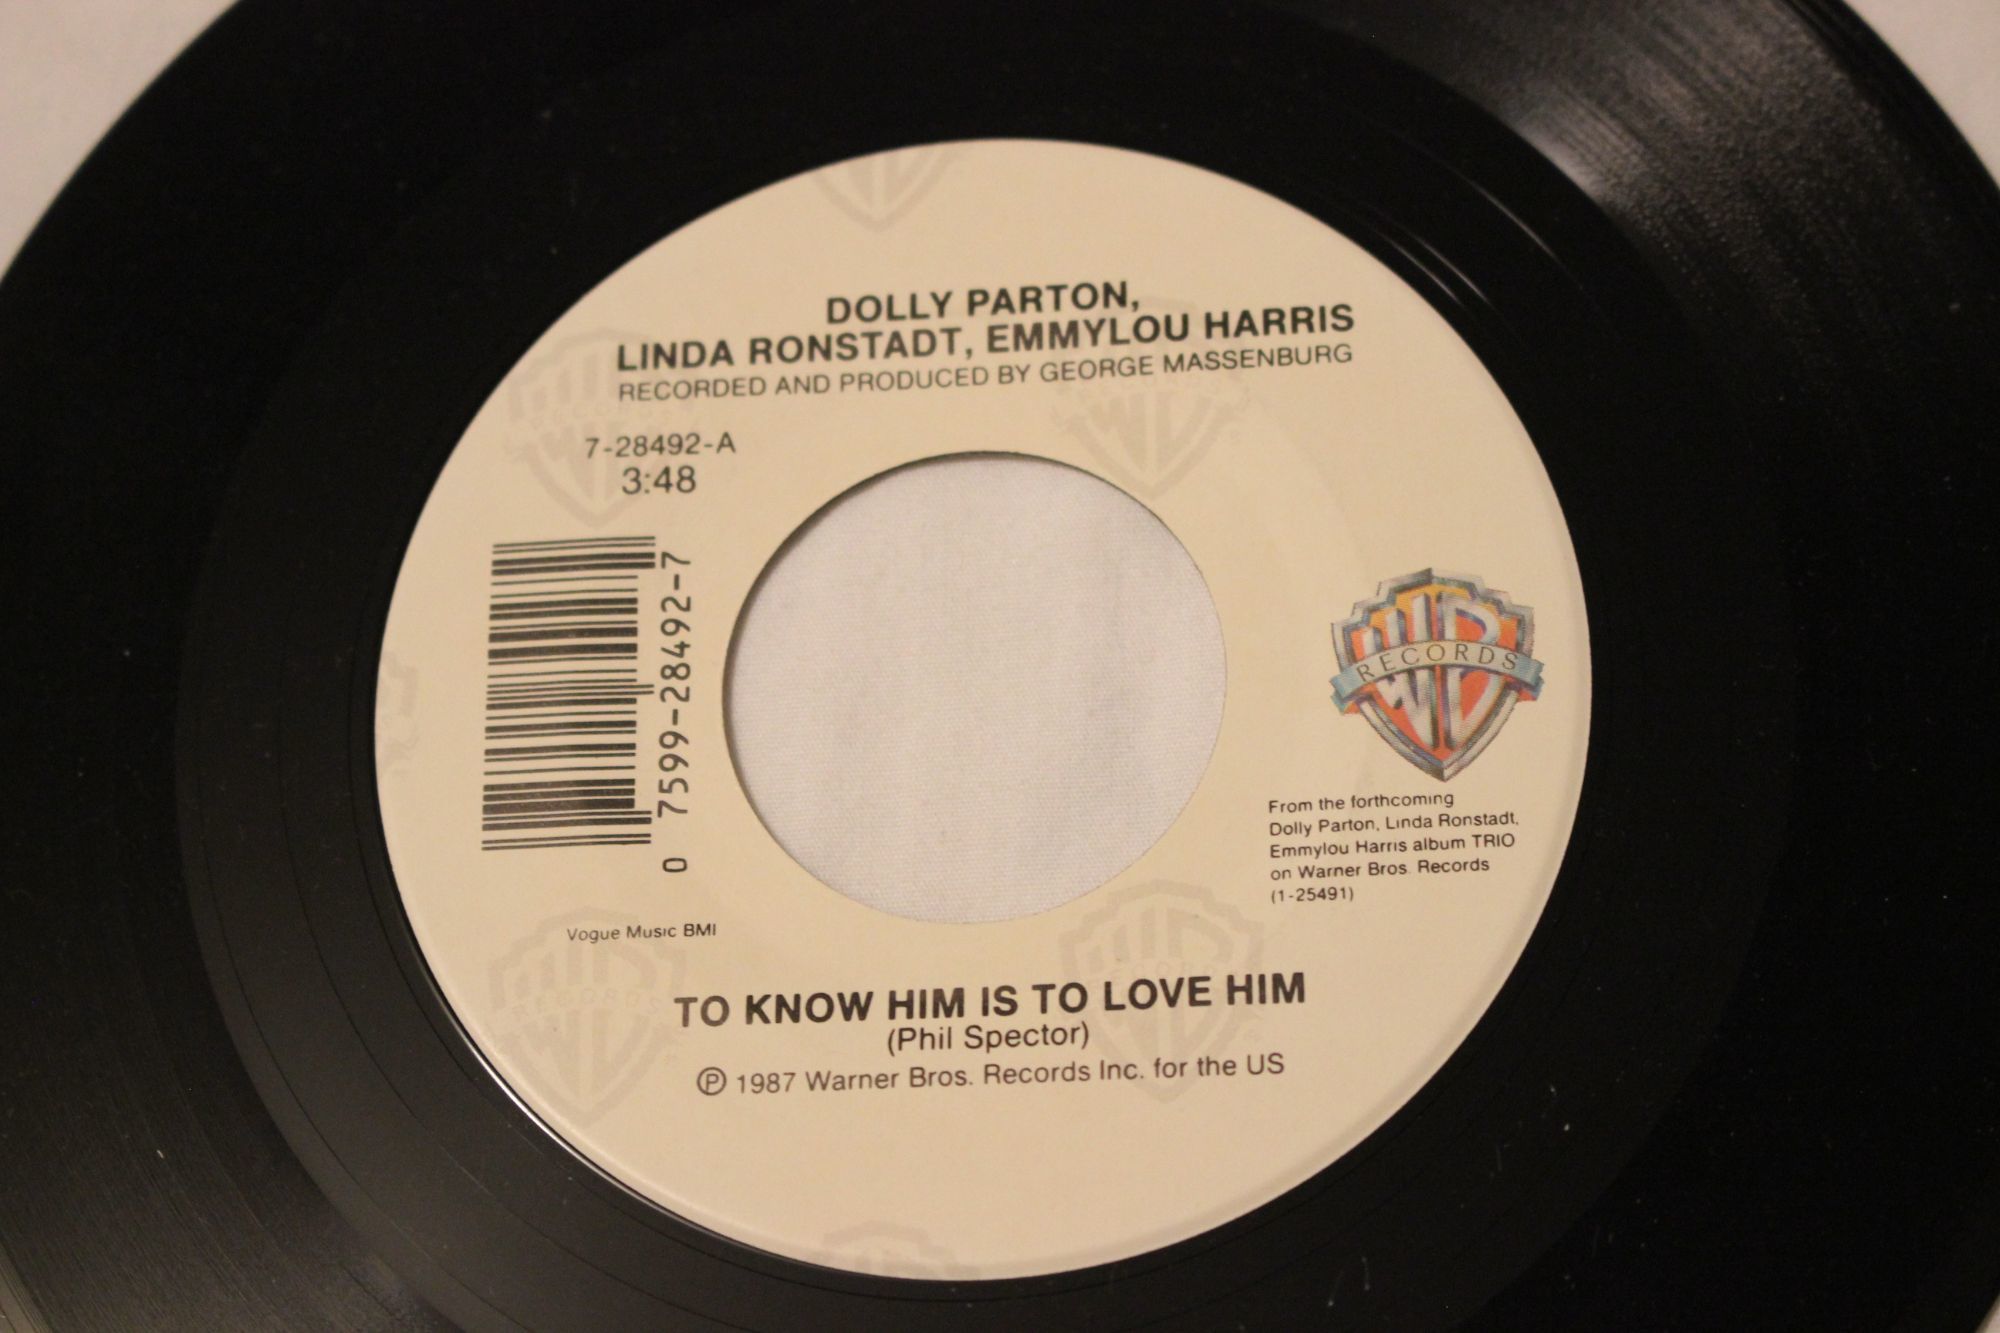 DOLLY PARTON,
LINDA RONSTADT, EMMYLOU HARRIS
RECORDED AND PRODUCED BY GEORGE MASSENBURG
7-28492-A
3:48
0 7599-28492-7
RECORDS
From the forthcoming
Dolly Parton, Linda Ronstadt,
Emmylou Harris album TRIO
on Warner Bros. Records
(1-25491)
Vogue Music BMI
TO KNOW HIM IS TO LOVE HIM
(Phil Spector)
℗ 1987 Warner Bros. Records Inc. for the US